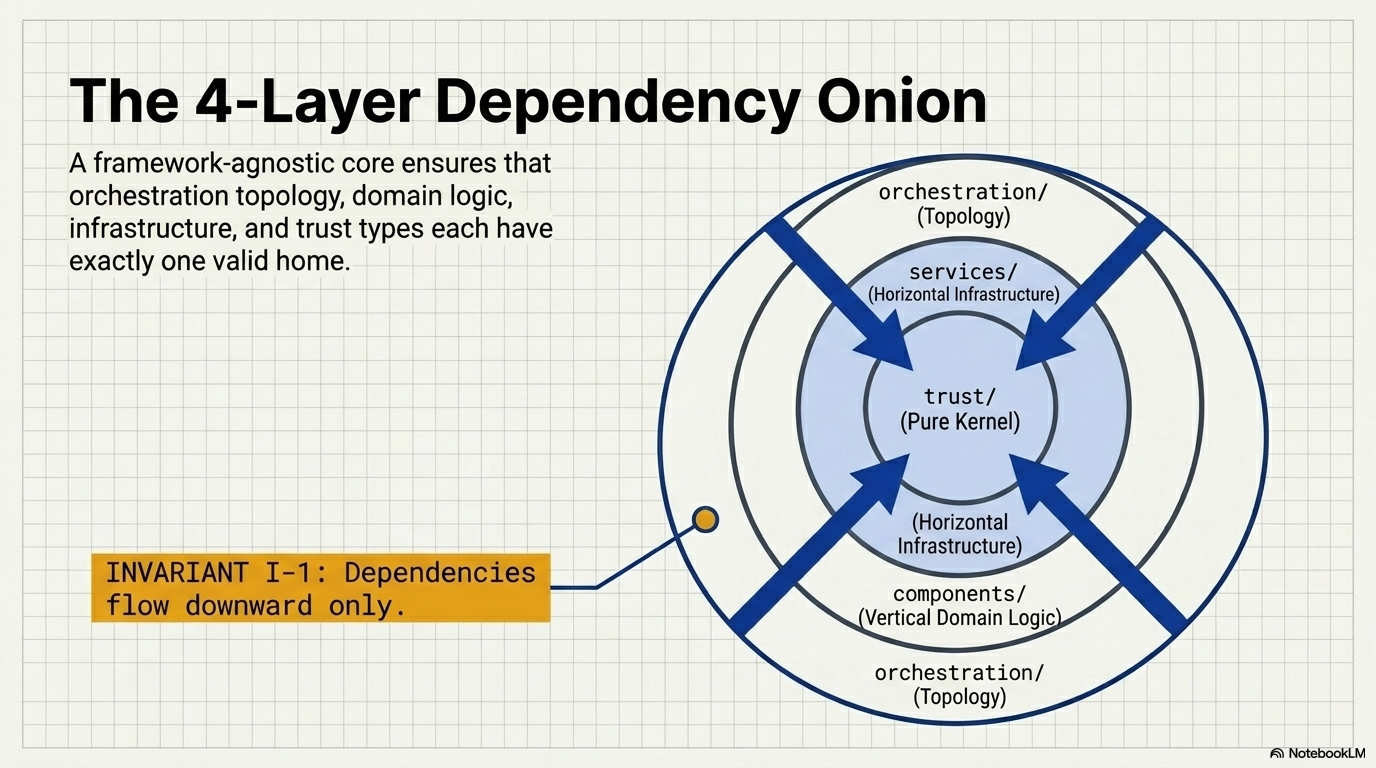 The 4-Layer Dependency Onion
A framework-agnostic core ensures that
orchestration topology, domain logic,
infrastructure, and trust types each have
exactly one valid home.
orchestration/
(Topology)
services/
(Horizontal Infrastructure)
trust/
(Pure Kernel)
(Horizontal
Infrastructure)
components/
(Vertical Domain Logic)
orchestration/
(Topology)
INVARIANT I-1: Dependencies
flow downward only.
NotebookLM